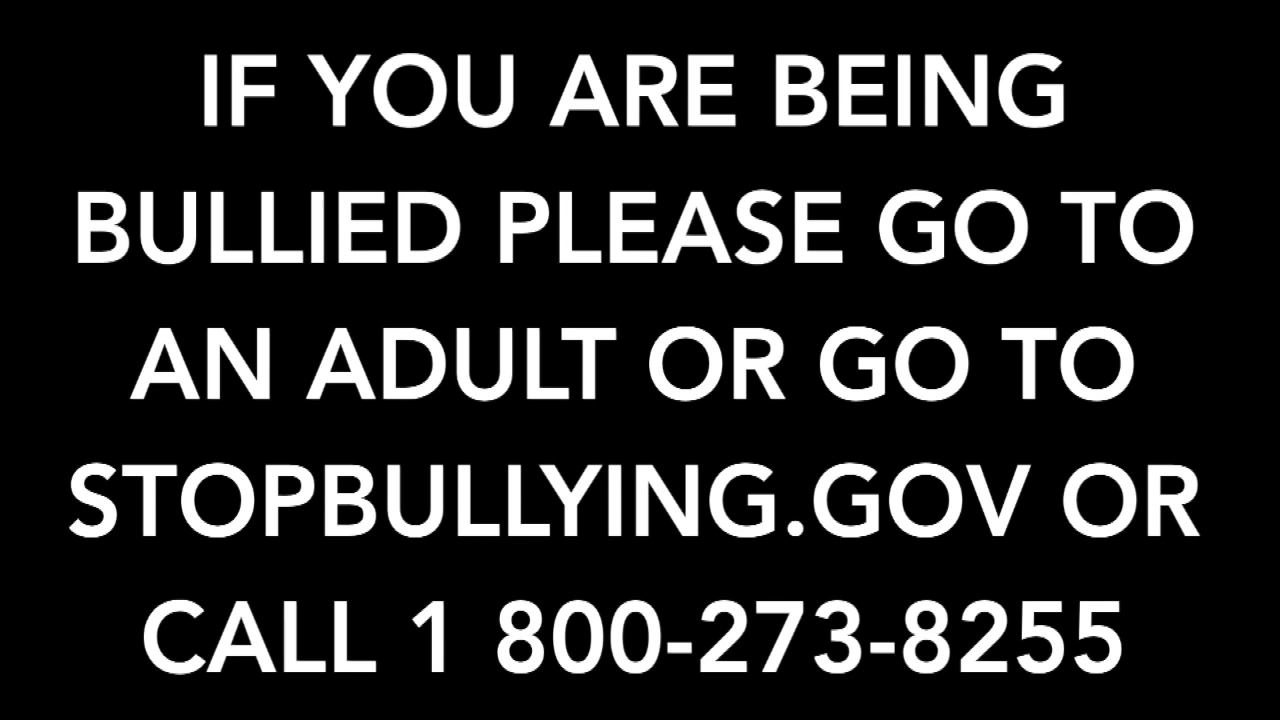 IF YOU ARE BEING
BULLIED PLEASE GO TO
AN ADULT OR GO TO
STOPBULLYING.GOV OR
CALL 1 800-273-8255